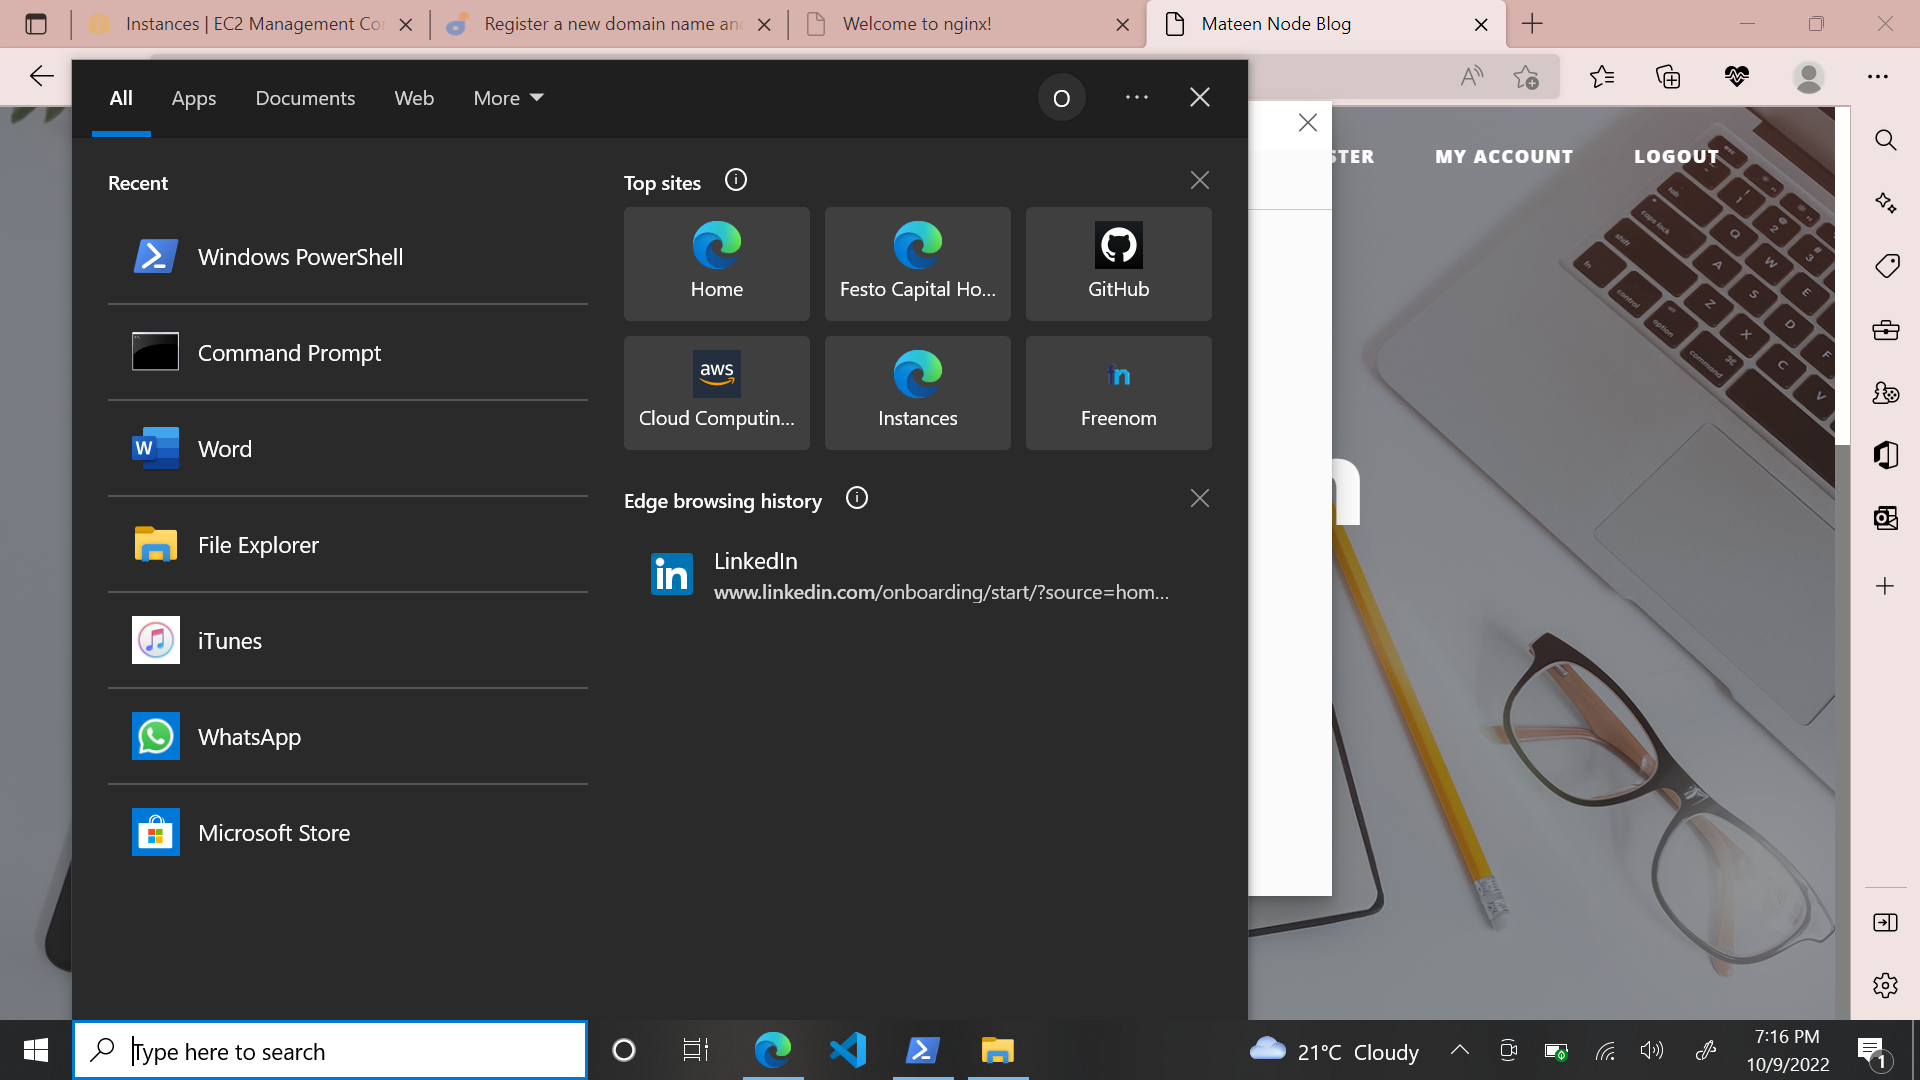 Instances | EC2 Management Co
Register a new domain name an
Welcome to nginx!
Mateen Node Blog
All
Apps
Documents
Web
More
O
STER
MY ACCOUNT
LOGOUT
Recent
Windows PowerShell
Command Prompt
Word
File Explorer
iTunes
WhatsApp
Microsoft Store
Top sites
Home
Festo Capital Ho...
GitHub
aws
Cloud Computin...
Instances
Freenom
Edge browsing history
LinkedIn
www.linkedin.com/onboarding/start/?source=hom...
n
Type here to search
21°C Cloudy
7:16 PM
10/9/2022
1